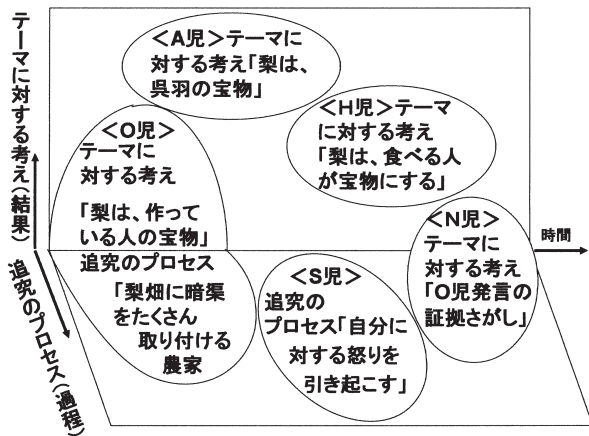 テーマに対する考え(結果)
追究のプロセス(過程)
＜A児＞テーマに
対する考え「梨は、
呉羽の宝物」
＜O児＞
テーマに
対する考え
「梨は、作って
いる人の宝物」
追究のプロセス
「梨畑に暗渠
をたくさん
取り付ける
農家
＜H児＞テーマ
に対する考え
「梨は、食べる人
が宝物にする」
＜S児＞
追究の
プロセス「自分に
対する怒りを
引き起こす」
＜N児＞
テーマに
対する考え
「O児発言の
証拠さがし」
時間